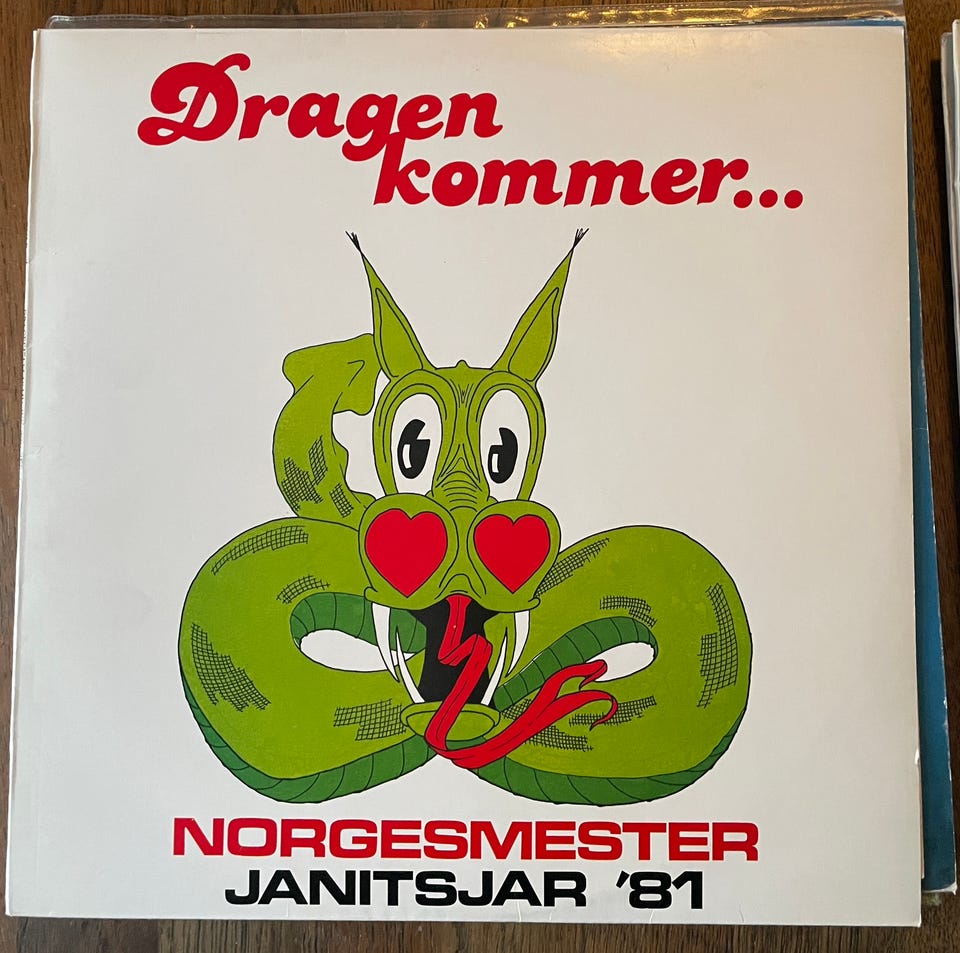 Dragen
kommer...
NORGESMESTER
JANITSJAR '81